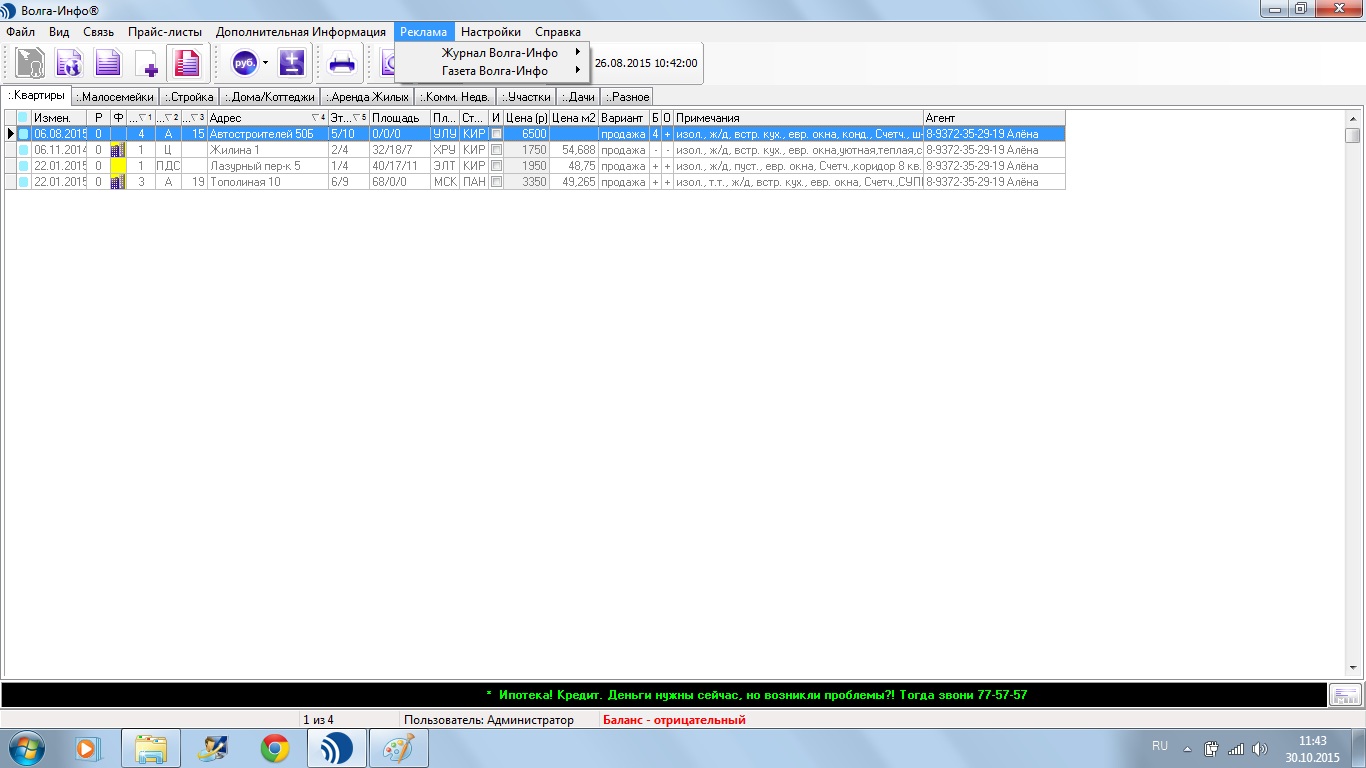 Волга-Инфо®
Файл Вид Связь Прайс-листы Дополнительная Информация Реклама Настройки Справка
Журнал Волга-Инфо
Газета Волга-Инфо
руб. 26.08.2015 10:42:00
:.Квартиры :.Малосемейки :.Стройка :.Дома/Коттеджи :.Аренда Жилых :.Комм. Недв. :.Участки :.Дачи :.Разное
Измен. Р Ф ...1 ...2 ...3 Адрес 4 Эт...5 Площадь Пл... Ст... И Цена (р) Цена м2 Вариант Б О Примечания Агент
06.08.2015 0 4 А 15 Автостроителей 50Б 5/10 0/0/0 УЛУ КИР 6500 продажа 4 + изол., ж/д, встр. кух., евр. окна, конд., Счетч., ш 8-9372-35-29-19 Алёна
06.11.2014 0 1 Ц Жилина 1 2/4 32/18/7 ХРУ КИР 1750 54,688 продажа - - изол., ж/д, встр. кух., евр. окна,уютная,теплая,с 8-9372-35-29-19 Алёна
22.01.2015 0 1 ПДС Лазурный пер-к 5 1/4 40/17/11 ЭЛТ КИР 1950 48,75 продажа + + изол., ж/д, пуст., евр. окна, Счетч.,коридор 8 кв. 8-9372-35-29-19 Алёна
22.01.2015 0 3 А 19 Тополиная 10 6/9 68/0/0 МСК ПАН 3350 49,265 продажа + + изол., т.т., ж/д, встр. кух., евр. окна, Счетч.,СУП 8-9372-35-29-19 Алёна
* Ипотека! Кредит. Деньги нужны сейчас, но возникли проблемы?! Тогда звони 77-57-57
1 из 4 Пользователь: Администратор Баланс - отрицательный
RU 11:43
30.10.2015